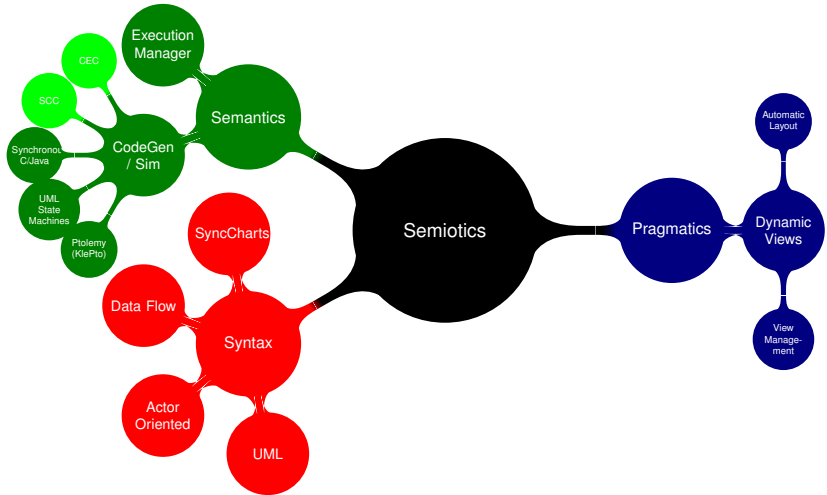 Execution
Manager
CEC
SCC
Semantics
Synchronou
C/Java
CodeGen
/ Sim
UML
State
Machines
Ptolemy
(KlePto)
SyncCharts
Data Flow
Syntax
Actor
Oriented
UML
Semiotics
Pragmatics
Automatic
Layout
Dynamic
Views
View
Manage-
ment